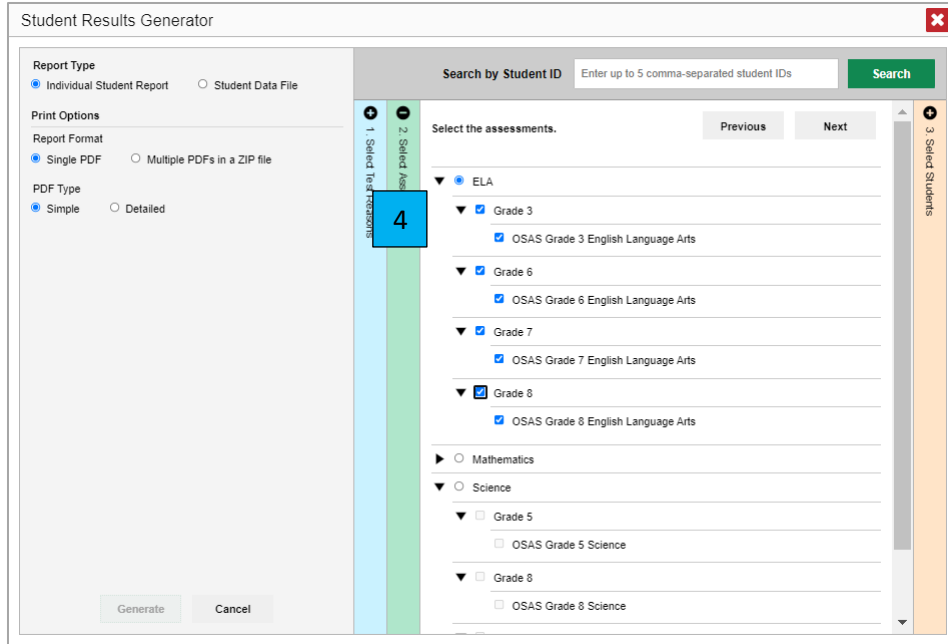 Student Results Generator
Report Type
Individual Student Report Student Data File
Print Options
Report Format
Single PDF Multiple PDFs in a ZIP file
PDF Type
Simple Detailed
Generate Cancel
Search by Student ID Enter up to 5 comma-separated student IDs Search
1. Select Test Reasons
2. Select Ass
4
Select the assessments. Previous Next
ELA
Grade 3
OSAS Grade 3 English Language Arts
Grade 6
OSAS Grade 6 English Language Arts
Grade 7
OSAS Grade 7 English Language Arts
Grade 8
OSAS Grade 8 English Language Arts
Mathematics
Science
Grade 5
OSAS Grade 5 Science
Grade 8
OSAS Grade 8 Science
3. Select Students